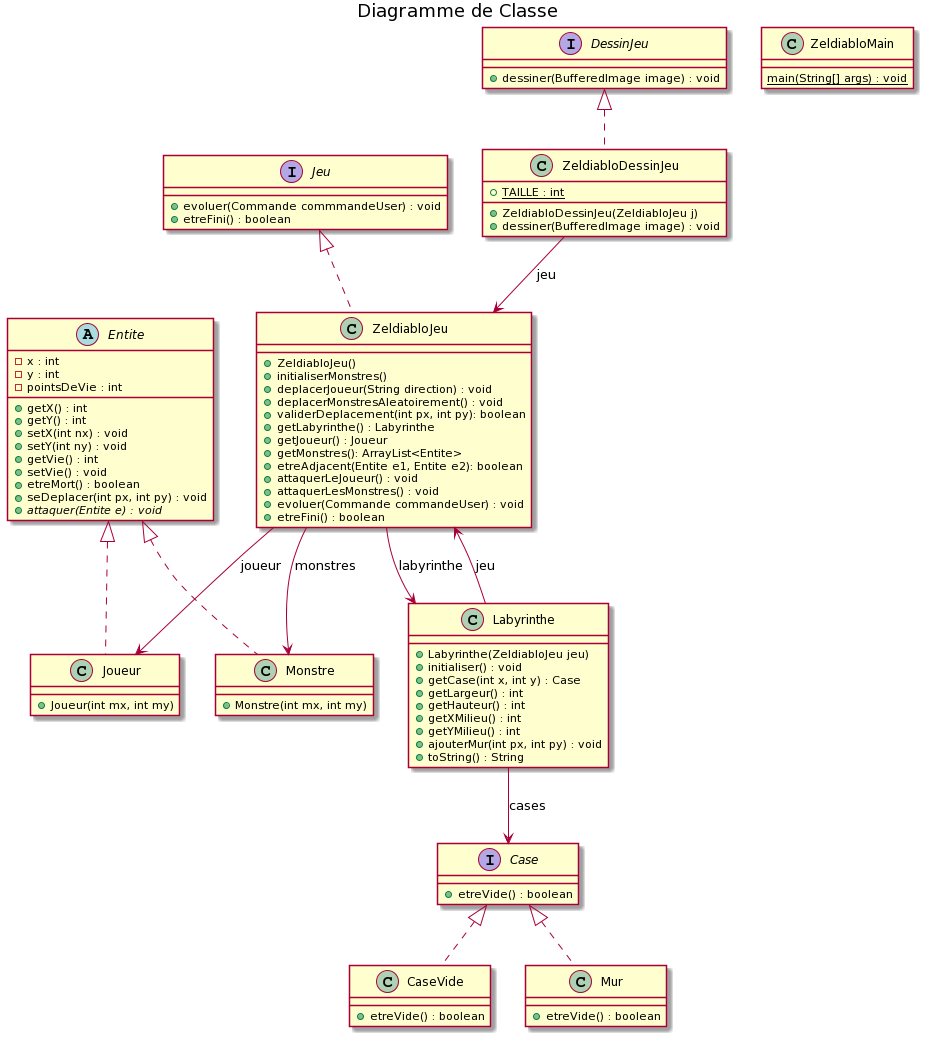 Diagramme de Classe
I DessinJeu
dessiner(BufferedImage image) : void
C ZeldiabloMain
main(String[] args) : void
I Jeu
evoluer(Commande commmandeUser) : void
etreFini() : boolean
C ZeldiabloDessinJeu
TAILLE : int
ZeldiabloDessinJeu(ZeldiabloJeu j)
dessiner(BufferedImage image) : void
jeu
A Entite
x : int
y : int
pointsDeVie : int
getX() : int
getY() : int
setX(int nx) : void
setY(int ny) : void
getVie() : int
setVie() : void
etreMort() : boolean
seDeplacer(int px, int py) : void
attaquer(Entite e) : void
C ZeldiabloJeu
ZeldiabloJeu()
initialiserMonstres()
deplacerJoueur(String direction) : void
deplacerMonstresAleatoirement() : void
validerDeplacement(int px, int py): boolean
getLabyrinthe() : Labyrinthe
getJoueur() : Joueur
getMonstres(): ArrayList<Entite>
etreAdjacent(Entite e1, Entite e2): boolean
attaquerLeJoueur() : void
attaquerLesMonstres() : void
evoluer(Commande commandeUser) : void
etreFini() : boolean
joueur
monstres
labyrinthe
jeu
C Joueur
Joueur(int mx, int my)
C Monstre
Monstre(int mx, int my)
C Labyrinthe
Labyrinthe(ZeldiabloJeu jeu)
initialiser() : void
getCase(int x, int y) : Case
getLargeur() : int
getHauteur() : int
getXMilieu() : int
getYMilieu() : int
ajouterMur(int px, int py) : void
toString() : String
cases
I Case
etreVide() : boolean
C CaseVide
etreVide() : boolean
C Mur
etreVide() : boolean